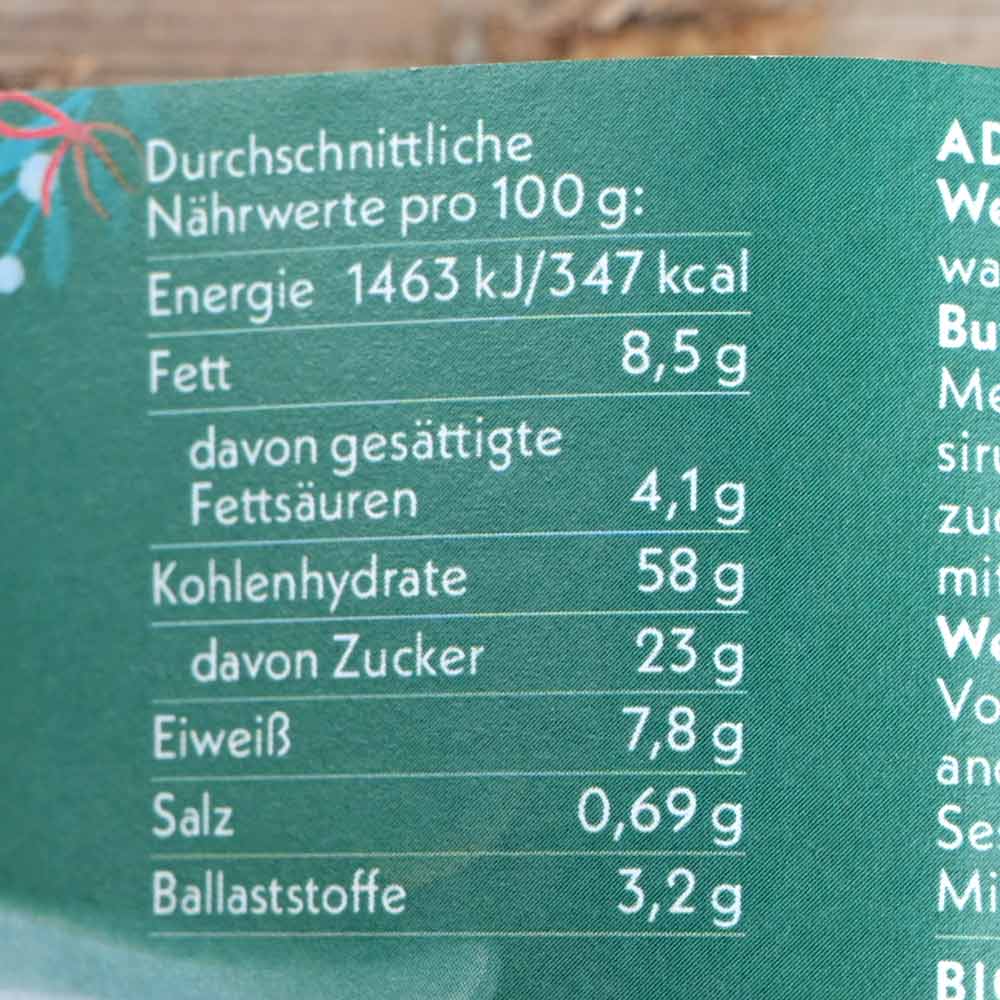 Durchschnittliche
Nährwerte pro 100 g:
Energie 1463 kJ/347 kcal
Fett 8,5 g
davon gesättigte
Fettsäuren 4,1 g
Kohlenhydrate 58 g
davon Zucker 23 g
Eiweiß 7,8 g
Salz 0,69 g
Ballaststoffe 3,2 g